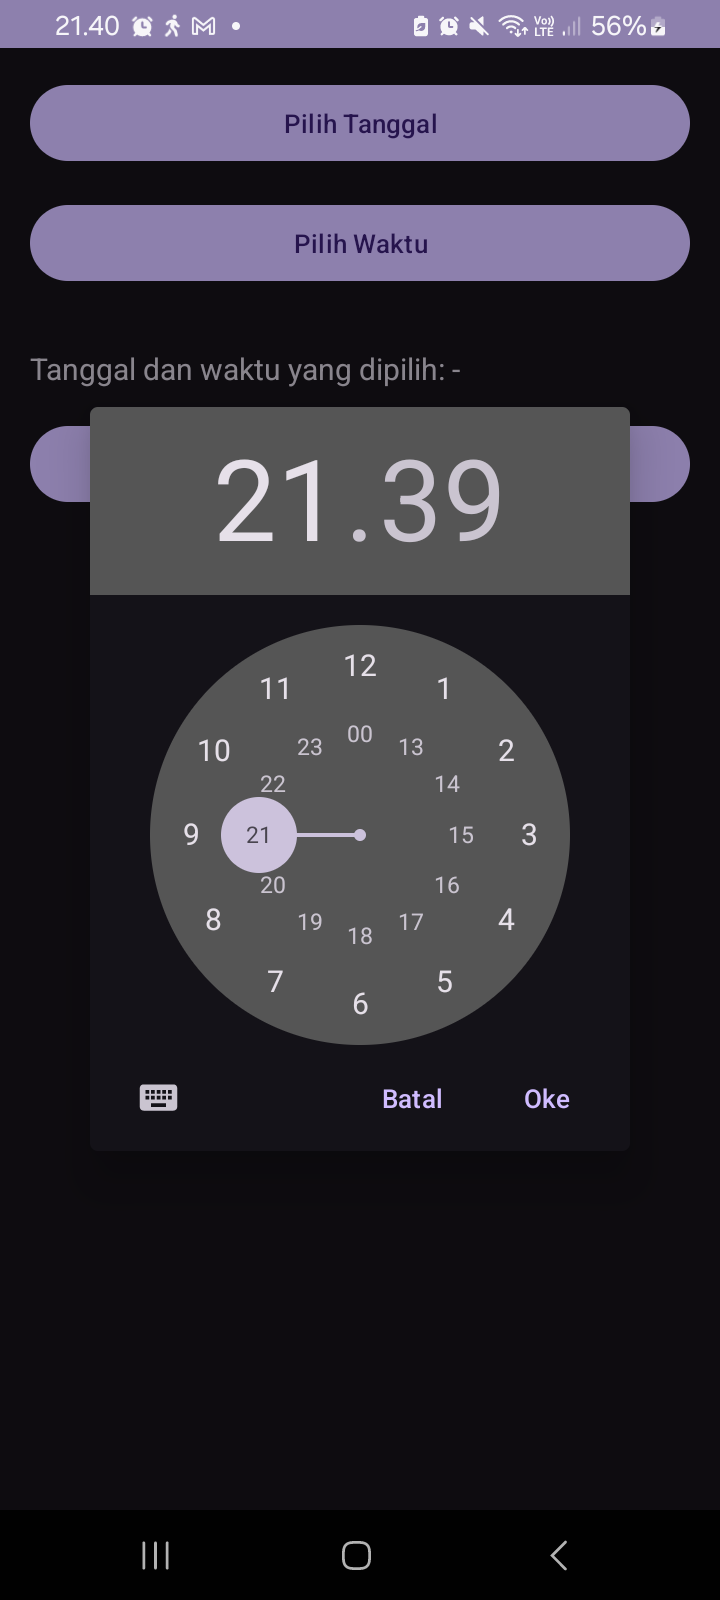 21.40 Vo)) LTE 56%
Pilih Tanggal
Pilih Waktu
Tanggal dan waktu yang dipilih: -
21.39
12
11 1
10 2
23 00 13
22 14
9 21 15 3
20 16
8 4
19 18 17
7 5
6
Batal Oke